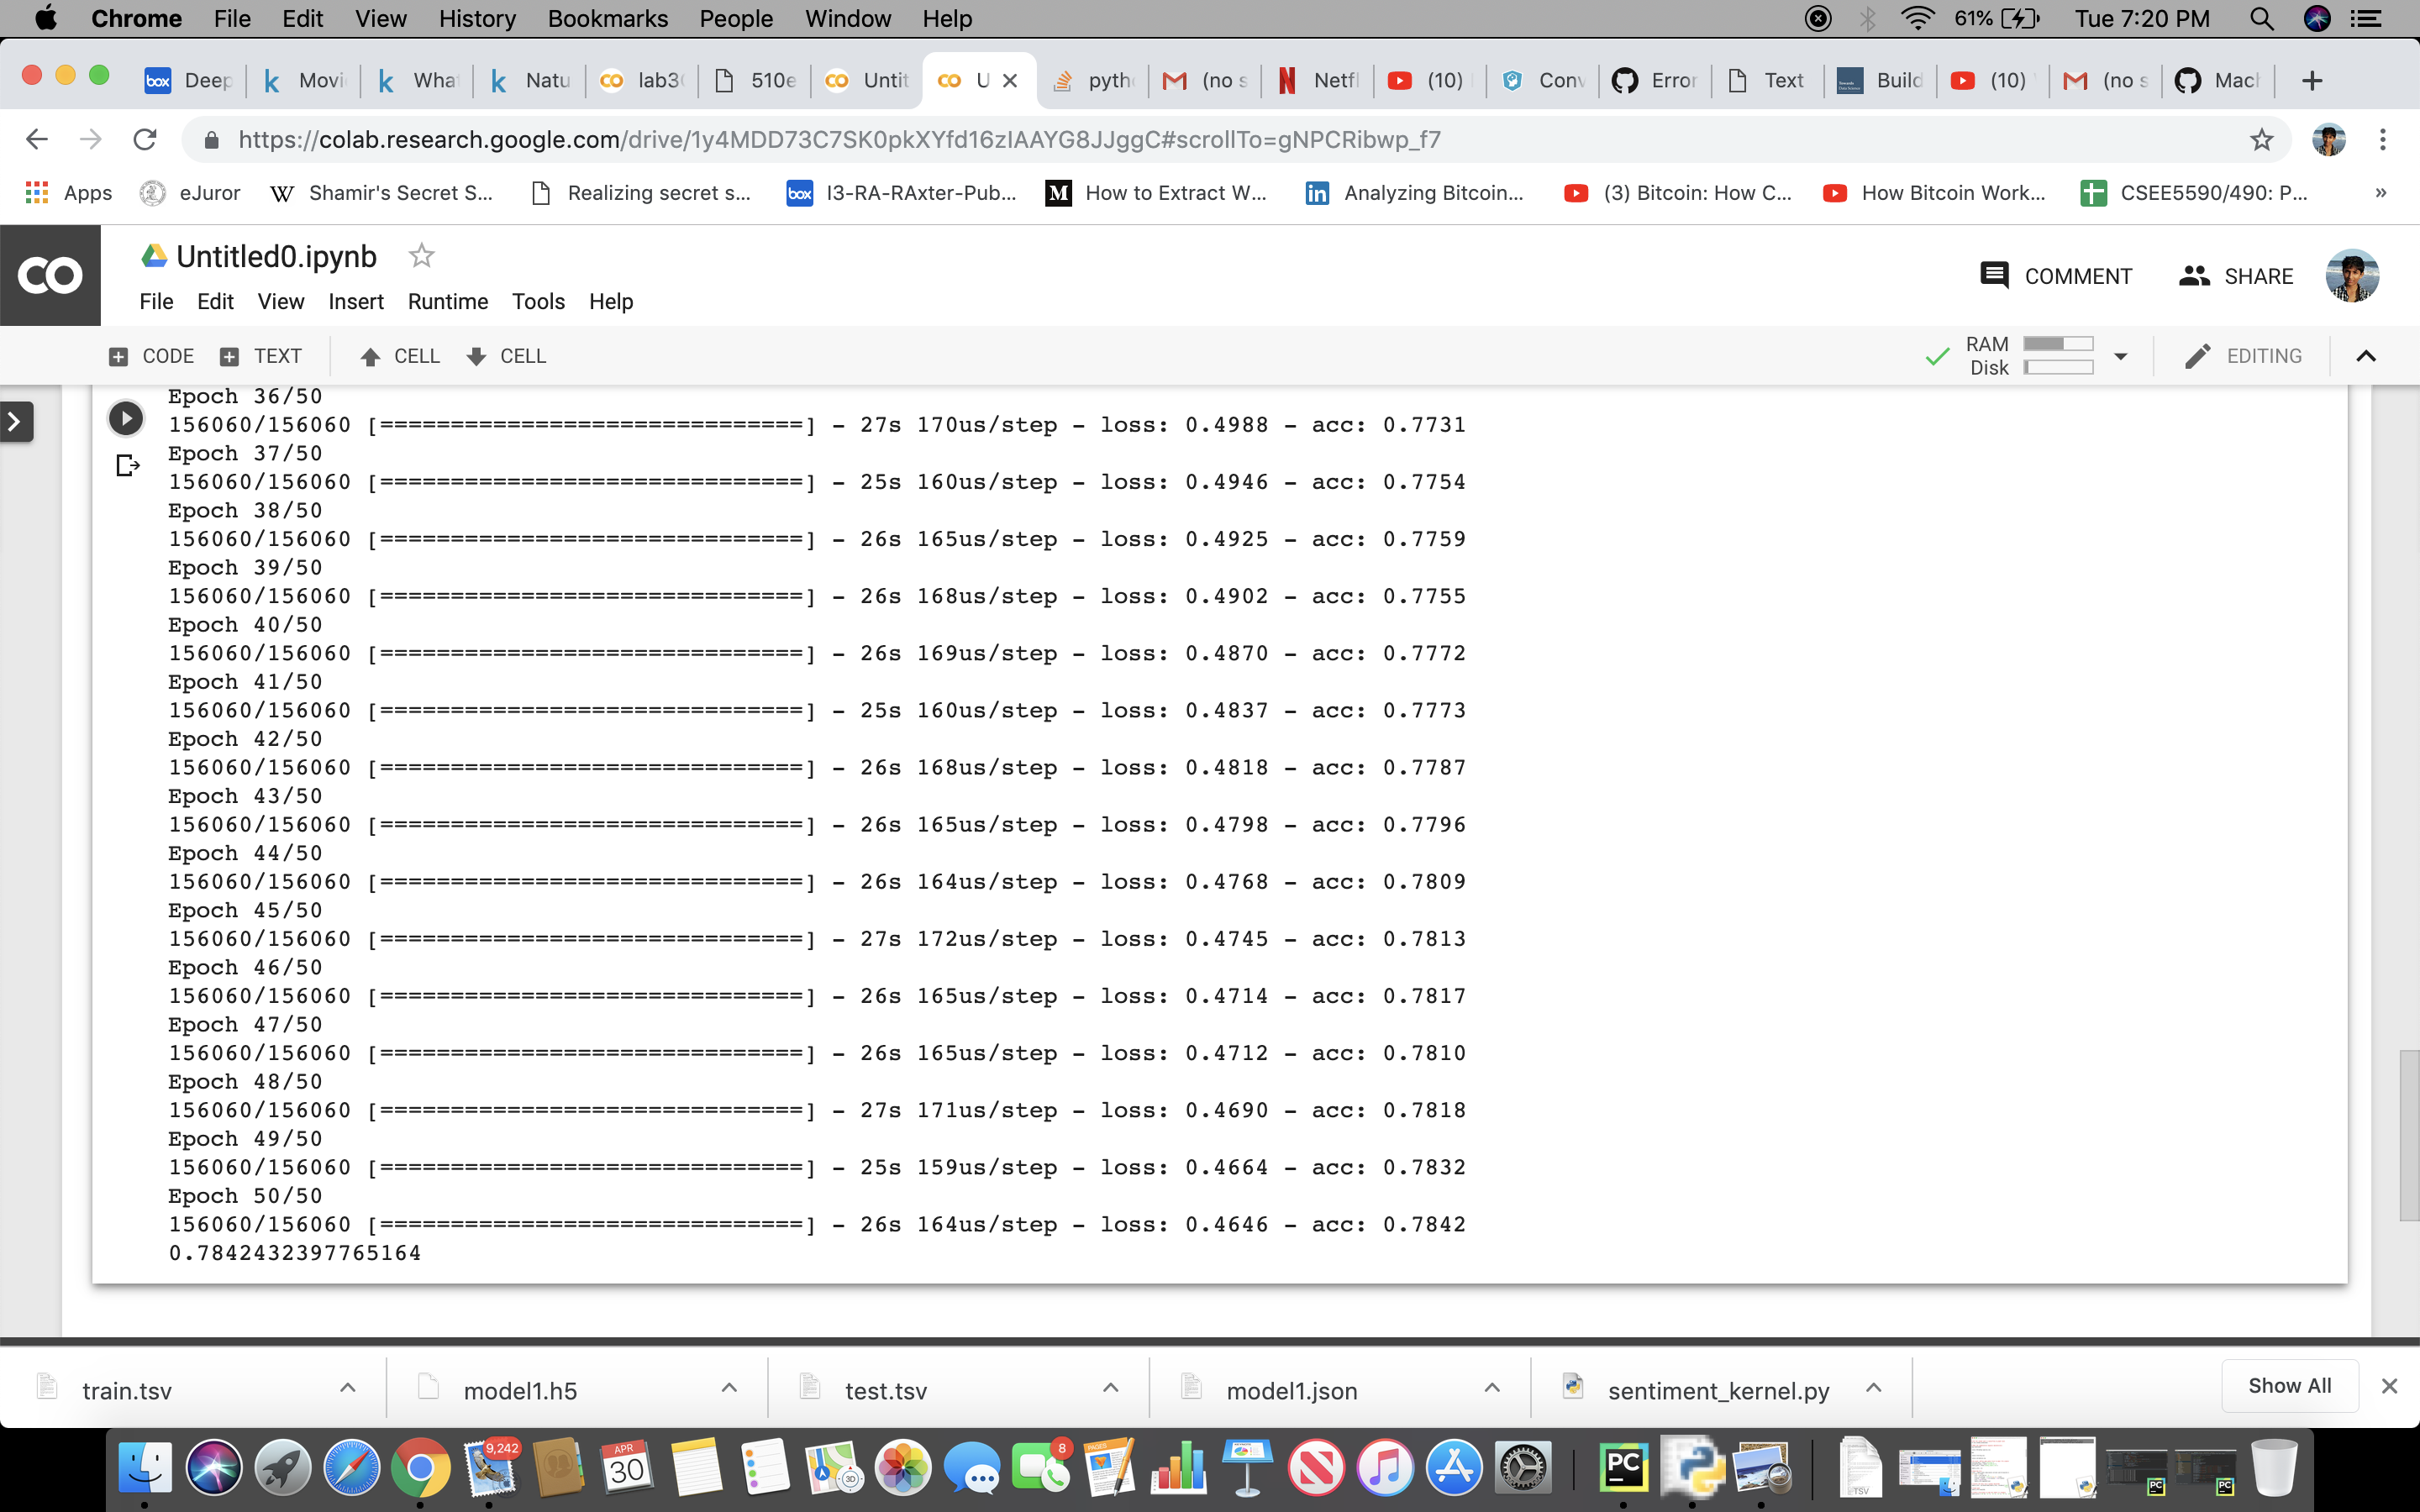 Chrome File Edit View History Bookmarks People Window Help 61% Tue 7:20 PM
box Deep k Movi k Wha k Natu lab3 510e Untit U pyth (no s Netfl (10) Conv Error Text Build (10) (no s Mach
https://colab.research.google.com/drive/1y4MDD73C7SK0pkXYfd16zIAAYG8JJggC#scrollTo=gNPCRibwp_f7
Apps eJuror W Shamir's Secret S... Realizing secret s... box I3-RA-RAxter-Pub... M How to Extract W... in Analyzing Bitcoin... (3) Bitcoin: How C... How Bitcoin Work... CSEE5590/490: P... »
CO Untitled0.ipynb
COMMENT SHARE
File Edit View Insert Runtime Tools Help
CODE TEXT CELL CELL RAM Disk EDITING
Epoch 36/50
156060/156060 [==============================] - 27s 170us/step - loss: 0.4988 - acc: 0.7731
Epoch 37/50
156060/156060 [==============================] - 25s 160us/step - loss: 0.4946 - acc: 0.7754
Epoch 38/50
156060/156060 [==============================] - 26s 165us/step - loss: 0.4925 - acc: 0.7759
Epoch 39/50
156060/156060 [==============================] - 26s 168us/step - loss: 0.4902 - acc: 0.7755
Epoch 40/50
156060/156060 [==============================] - 26s 169us/step - loss: 0.4870 - acc: 0.7772
Epoch 41/50
156060/156060 [==============================] - 25s 160us/step - loss: 0.4837 - acc: 0.7773
Epoch 42/50
156060/156060 [==============================] - 26s 168us/step - loss: 0.4818 - acc: 0.7787
Epoch 43/50
156060/156060 [==============================] - 26s 165us/step - loss: 0.4798 - acc: 0.7796
Epoch 44/50
156060/156060 [==============================] - 26s 164us/step - loss: 0.4768 - acc: 0.7809
Epoch 45/50
156060/156060 [==============================] - 27s 172us/step - loss: 0.4745 - acc: 0.7813
Epoch 46/50
156060/156060 [==============================] - 26s 165us/step - loss: 0.4714 - acc: 0.7817
Epoch 47/50
156060/156060 [==============================] - 26s 165us/step - loss: 0.4712 - acc: 0.7810
Epoch 48/50
156060/156060 [==============================] - 27s 171us/step - loss: 0.4690 - acc: 0.7818
Epoch 49/50
156060/156060 [==============================] - 25s 159us/step - loss: 0.4664 - acc: 0.7832
Epoch 50/50
156060/156060 [==============================] - 26s 164us/step - loss: 0.4646 - acc: 0.7842
0.7842432397765164
train.tsv model1.h5 test.tsv model1.json sentiment_kernel.py Show All
9,242 APR 30 3D 8 PAGES PC TSV PC PC